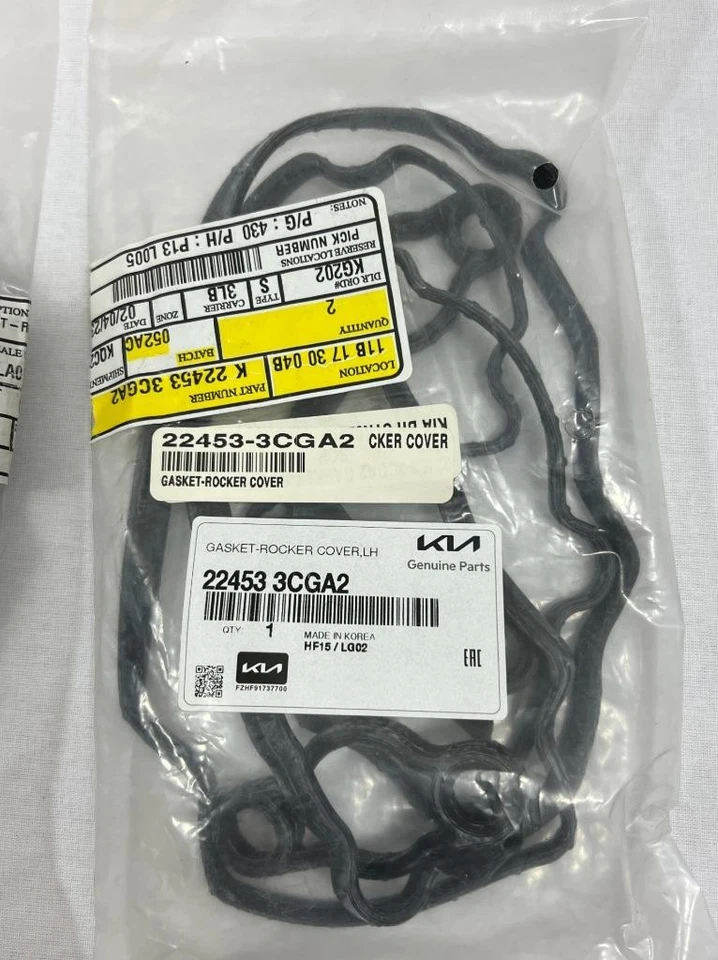 NOTES:
P/G : 430 P/H : P13 L005
RESERVE LOCATIONS
PICK NUMBER
DLR ORD#
KG202
TYPE
S
CARRIER
3LB
ZONE
DATE
QUANTITY
2
BATCH
052AC
SHIPMENT
LOCATION
11B 17 30 04B
PART NUMBER
K 22453 3CGA2
22453-3CGA2 CKER COVER
GASKET-ROCKER COVER
GASKET-ROCKER COVER,LH
KIA
Genuine Parts
22453 3CGA2
QTY: 1
MADE IN KOREA
HF15 / LG02
KIA
FZHF91737700
EAC